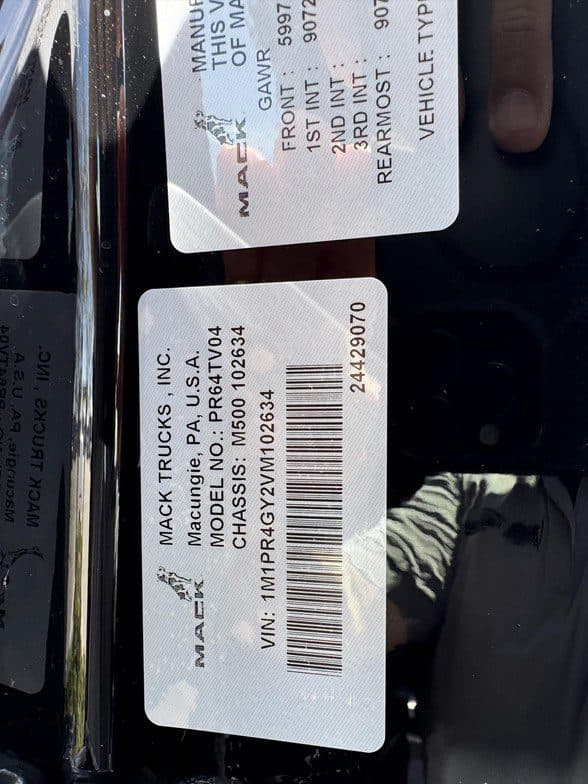 MANUF
THIS V
OF MA
GAWR
FRONT : 5997
1ST INT : 9072
2ND INT :
3RD INT :
REARMOST : 907
VEHICLE TYP
MACK
MACK TRUCKS , INC.
Macungie, PA, U.S.A.
MODEL NO.: PR64TV04
CHASSIS: M500 102634
MACK
VIN: 1M1PR4GY2VM102634
24429070
MACK TRUCKS, INC.
Macungie, PA, U.S.A.